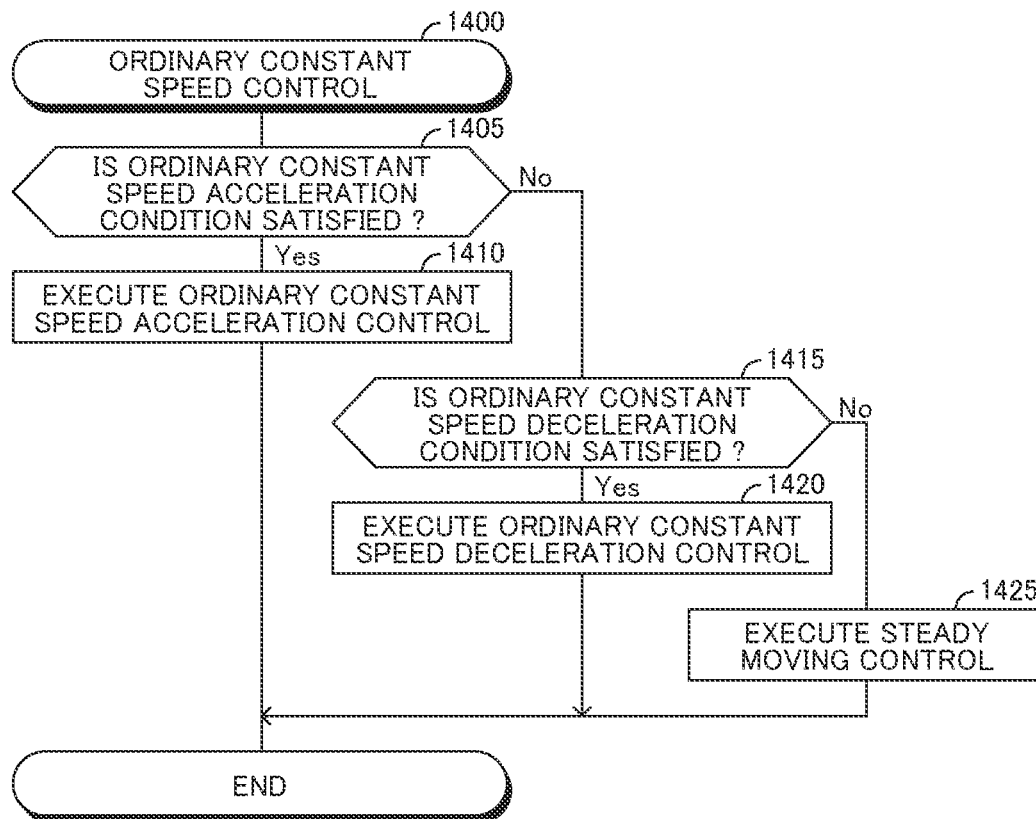 1400
ORDINARY CONSTANT
SPEED CONTROL
1405
IS ORDINARY CONSTANT
SPEED ACCELERATION
CONDITION SATISFIED ?
No
Yes
1410
EXECUTE ORDINARY CONSTANT
SPEED ACCELERATION CONTROL
1415
IS ORDINARY CONSTANT
SPEED DECELERATION
CONDITION SATISFIED ?
No
Yes
1420
EXECUTE ORDINARY CONSTANT
SPEED DECELERATION CONTROL
1425
EXECUTE STEADY
MOVING CONTROL
END